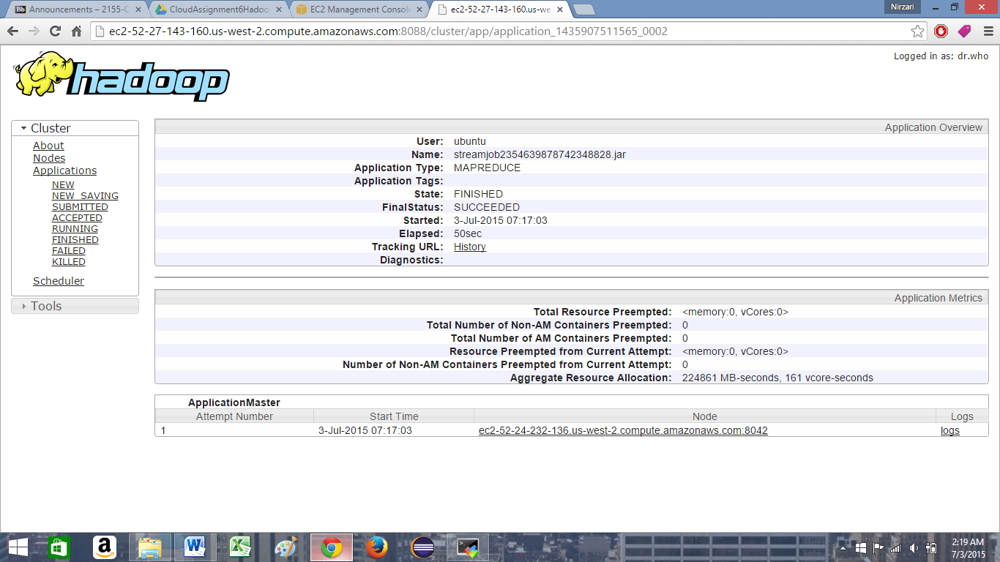 Announcements – 2155-C
CloudAssignment6Hadoop
EC2 Management Console
ec2-52-27-143-160.us-we
Nirzari
ec2-52-27-143-160.us-west-2.compute.amazonaws.com:8088/cluster/app/application_1435907511565_0002
Logged in as: dr.who
hadoop
Cluster
About
Nodes
Applications
NEW
NEW_SAVING
SUBMITTED
ACCEPTED
RUNNING
FINISHED
FAILED
KILLED
Scheduler
Tools
Application Overview
User: ubuntu
Name: streamjob2354639878742348828.jar
Application Type: MAPREDUCE
Application Tags:
State: FINISHED
FinalStatus: SUCCEEDED
Started: 3-Jul-2015 07:17:03
Elapsed: 50sec
Tracking URL: History
Diagnostics:
Application Metrics
Total Resource Preempted: <memory:0, vCores:0>
Total Number of Non-AM Containers Preempted: 0
Total Number of AM Containers Preempted: 0
Resource Preempted from Current Attempt: <memory:0, vCores:0>
Number of Non-AM Containers Preempted from Current Attempt: 0
Aggregate Resource Allocation: 224861 MB-seconds, 161 vcore-seconds
ApplicationMaster
Attempt Number Start Time Node Logs
1 3-Jul-2015 07:17:03 ec2-52-24-232-136.us-west-2.compute.amazonaws.com:8042 logs
2:19 AM
7/3/2015